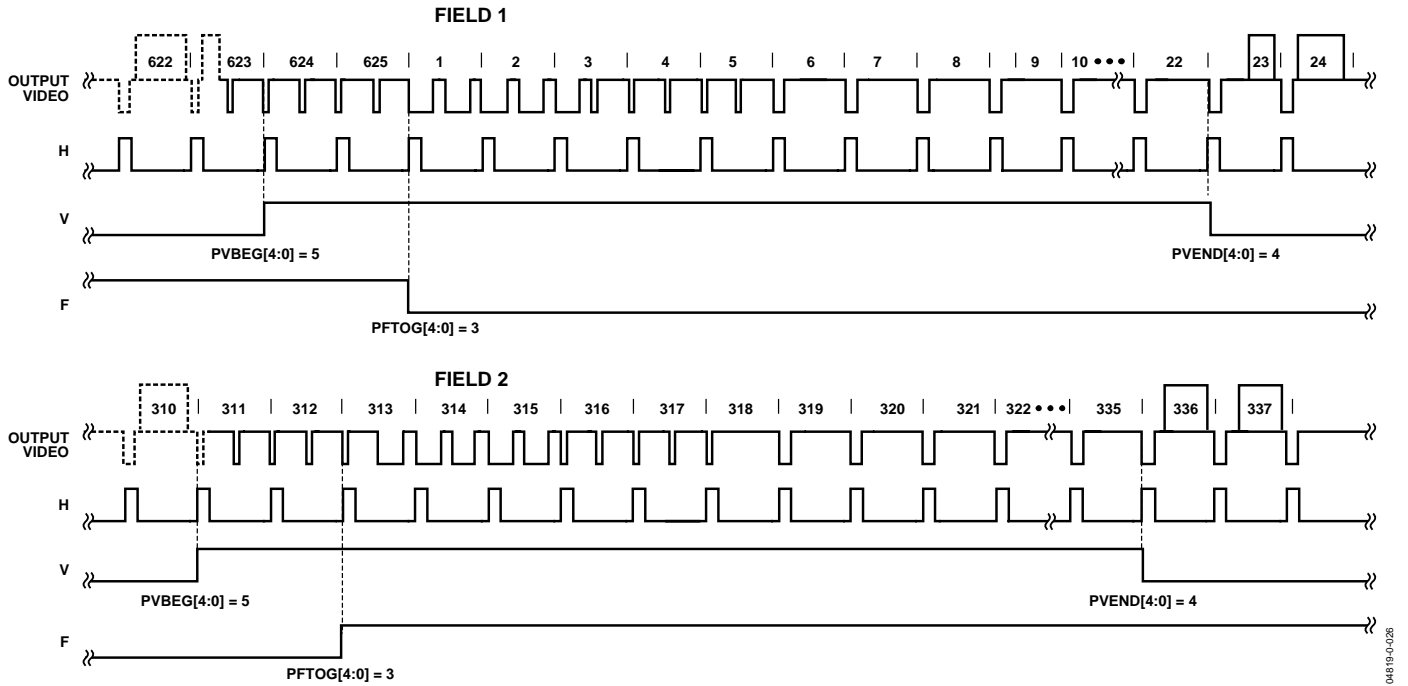 FIELD 1
622 623 624 625 1 2 3 4 5 6 7 8 9 10 ••• 22 23 24
OUTPUT
VIDEO
H
V
PVBEG[4:0] = 5
PVEND[4:0] = 4
F
PFTOG[4:0] = 3
FIELD 2
310 311 312 313 314 315 316 317 318 319 320 321 322 ••• 335 336 337
OUTPUT
VIDEO
H
V
PVBEG[4:0] = 5
PVEND[4:0] = 4
F
PFTOG[4:0] = 3
04819-0-026